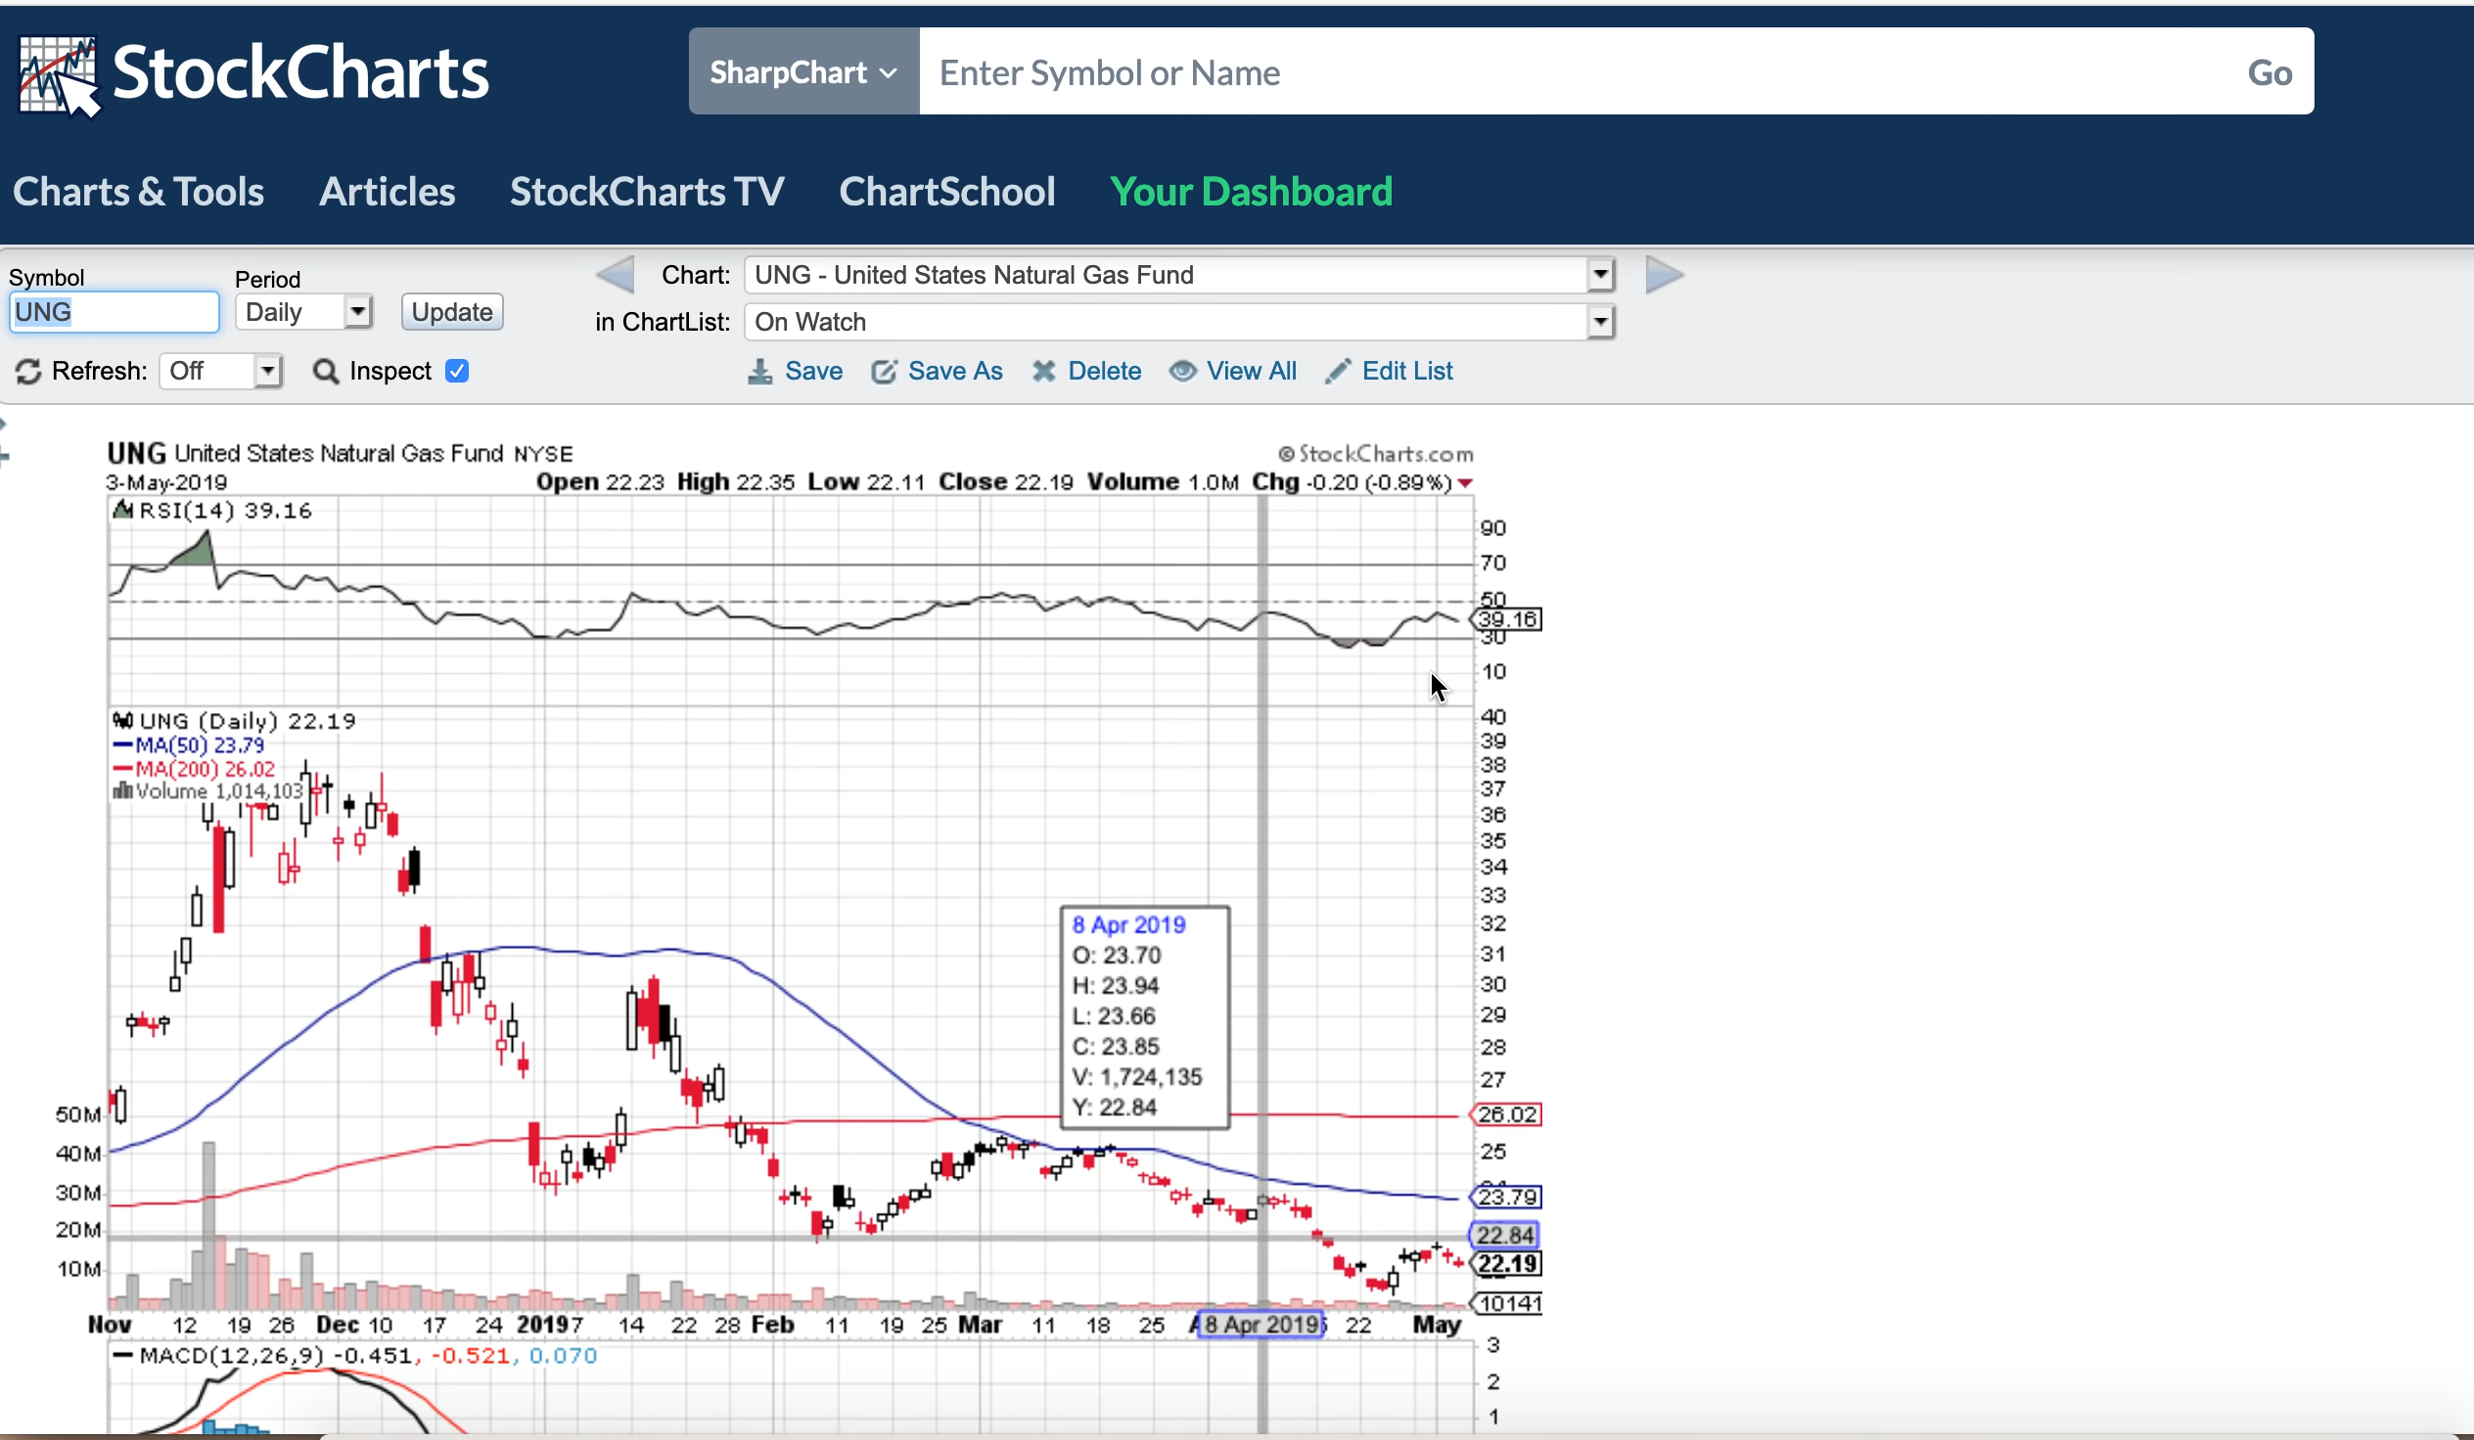 StockCharts
SharpChart
Enter Symbol or Name
Go
Charts & Tools
Articles
StockCharts TV
ChartSchool
Your Dashboard
Symbol
Period
Chart:
UNG - United States Natural Gas Fund
UNG
Daily
Update
in ChartList:
On Watch
Refresh:
Off
Inspect
Save
Save As
Delete
View All
Edit List
UNG United States Natural Gas Fund NYSE
© StockCharts.com
3-May-2019
Open 22.23 High 22.35 Low 22.11 Close 22.19 Volume 1.0M Chg -0.20 (-0.89%)
RSI(14) 39.16
90
70
50
39.16
30
10
UNG (Daily) 22.19
MA(50) 23.79
MA(200) 26.02
Volume 1,014,103
40
39
38
37
36
35
34
33
32
31
30
29
28
27
26.02
25
23.79
22.84
22.19
10141
8 Apr 2019
O: 23.70
H: 23.94
L: 23.66
C: 23.85
V: 1,724,135
Y: 22.84
50M
40M
30M
20M
10M
Nov 12 19 26 Dec 10 17 24 2019 7 14 22 28 Feb 11 19 25 Mar 11 18 25 8 Apr 2019 22 May
MACD(12,26,9) -0.451, -0.521, 0.070
3
2
1